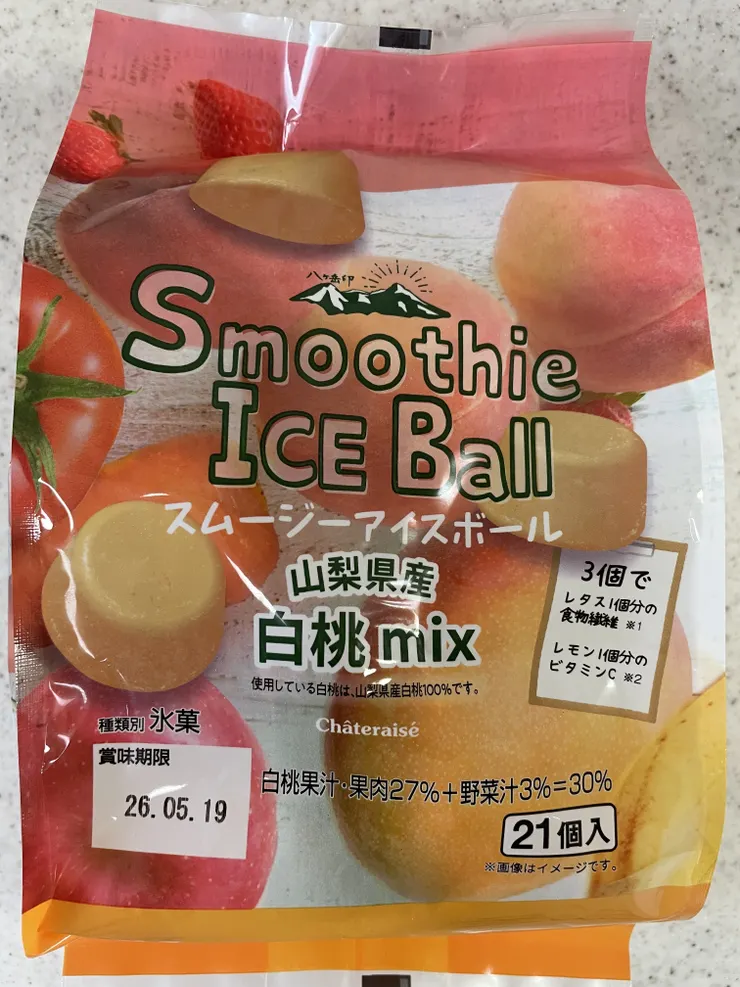 八ヶ岳印
Smoothie
ICE Ball
スムージーアイスボール
山梨県産
白桃 mix
使用している白桃は、山梨県産白桃100%です。
Châteraisé
3個で
レタス1個分の
食物繊維 ※1
レモン1個分の
ビタミンC ※2
種類別 氷菓
賞味期限
26.05.19
白桃果汁・果肉27%+野菜汁3%=30%
21個入
※画像はイメージです。